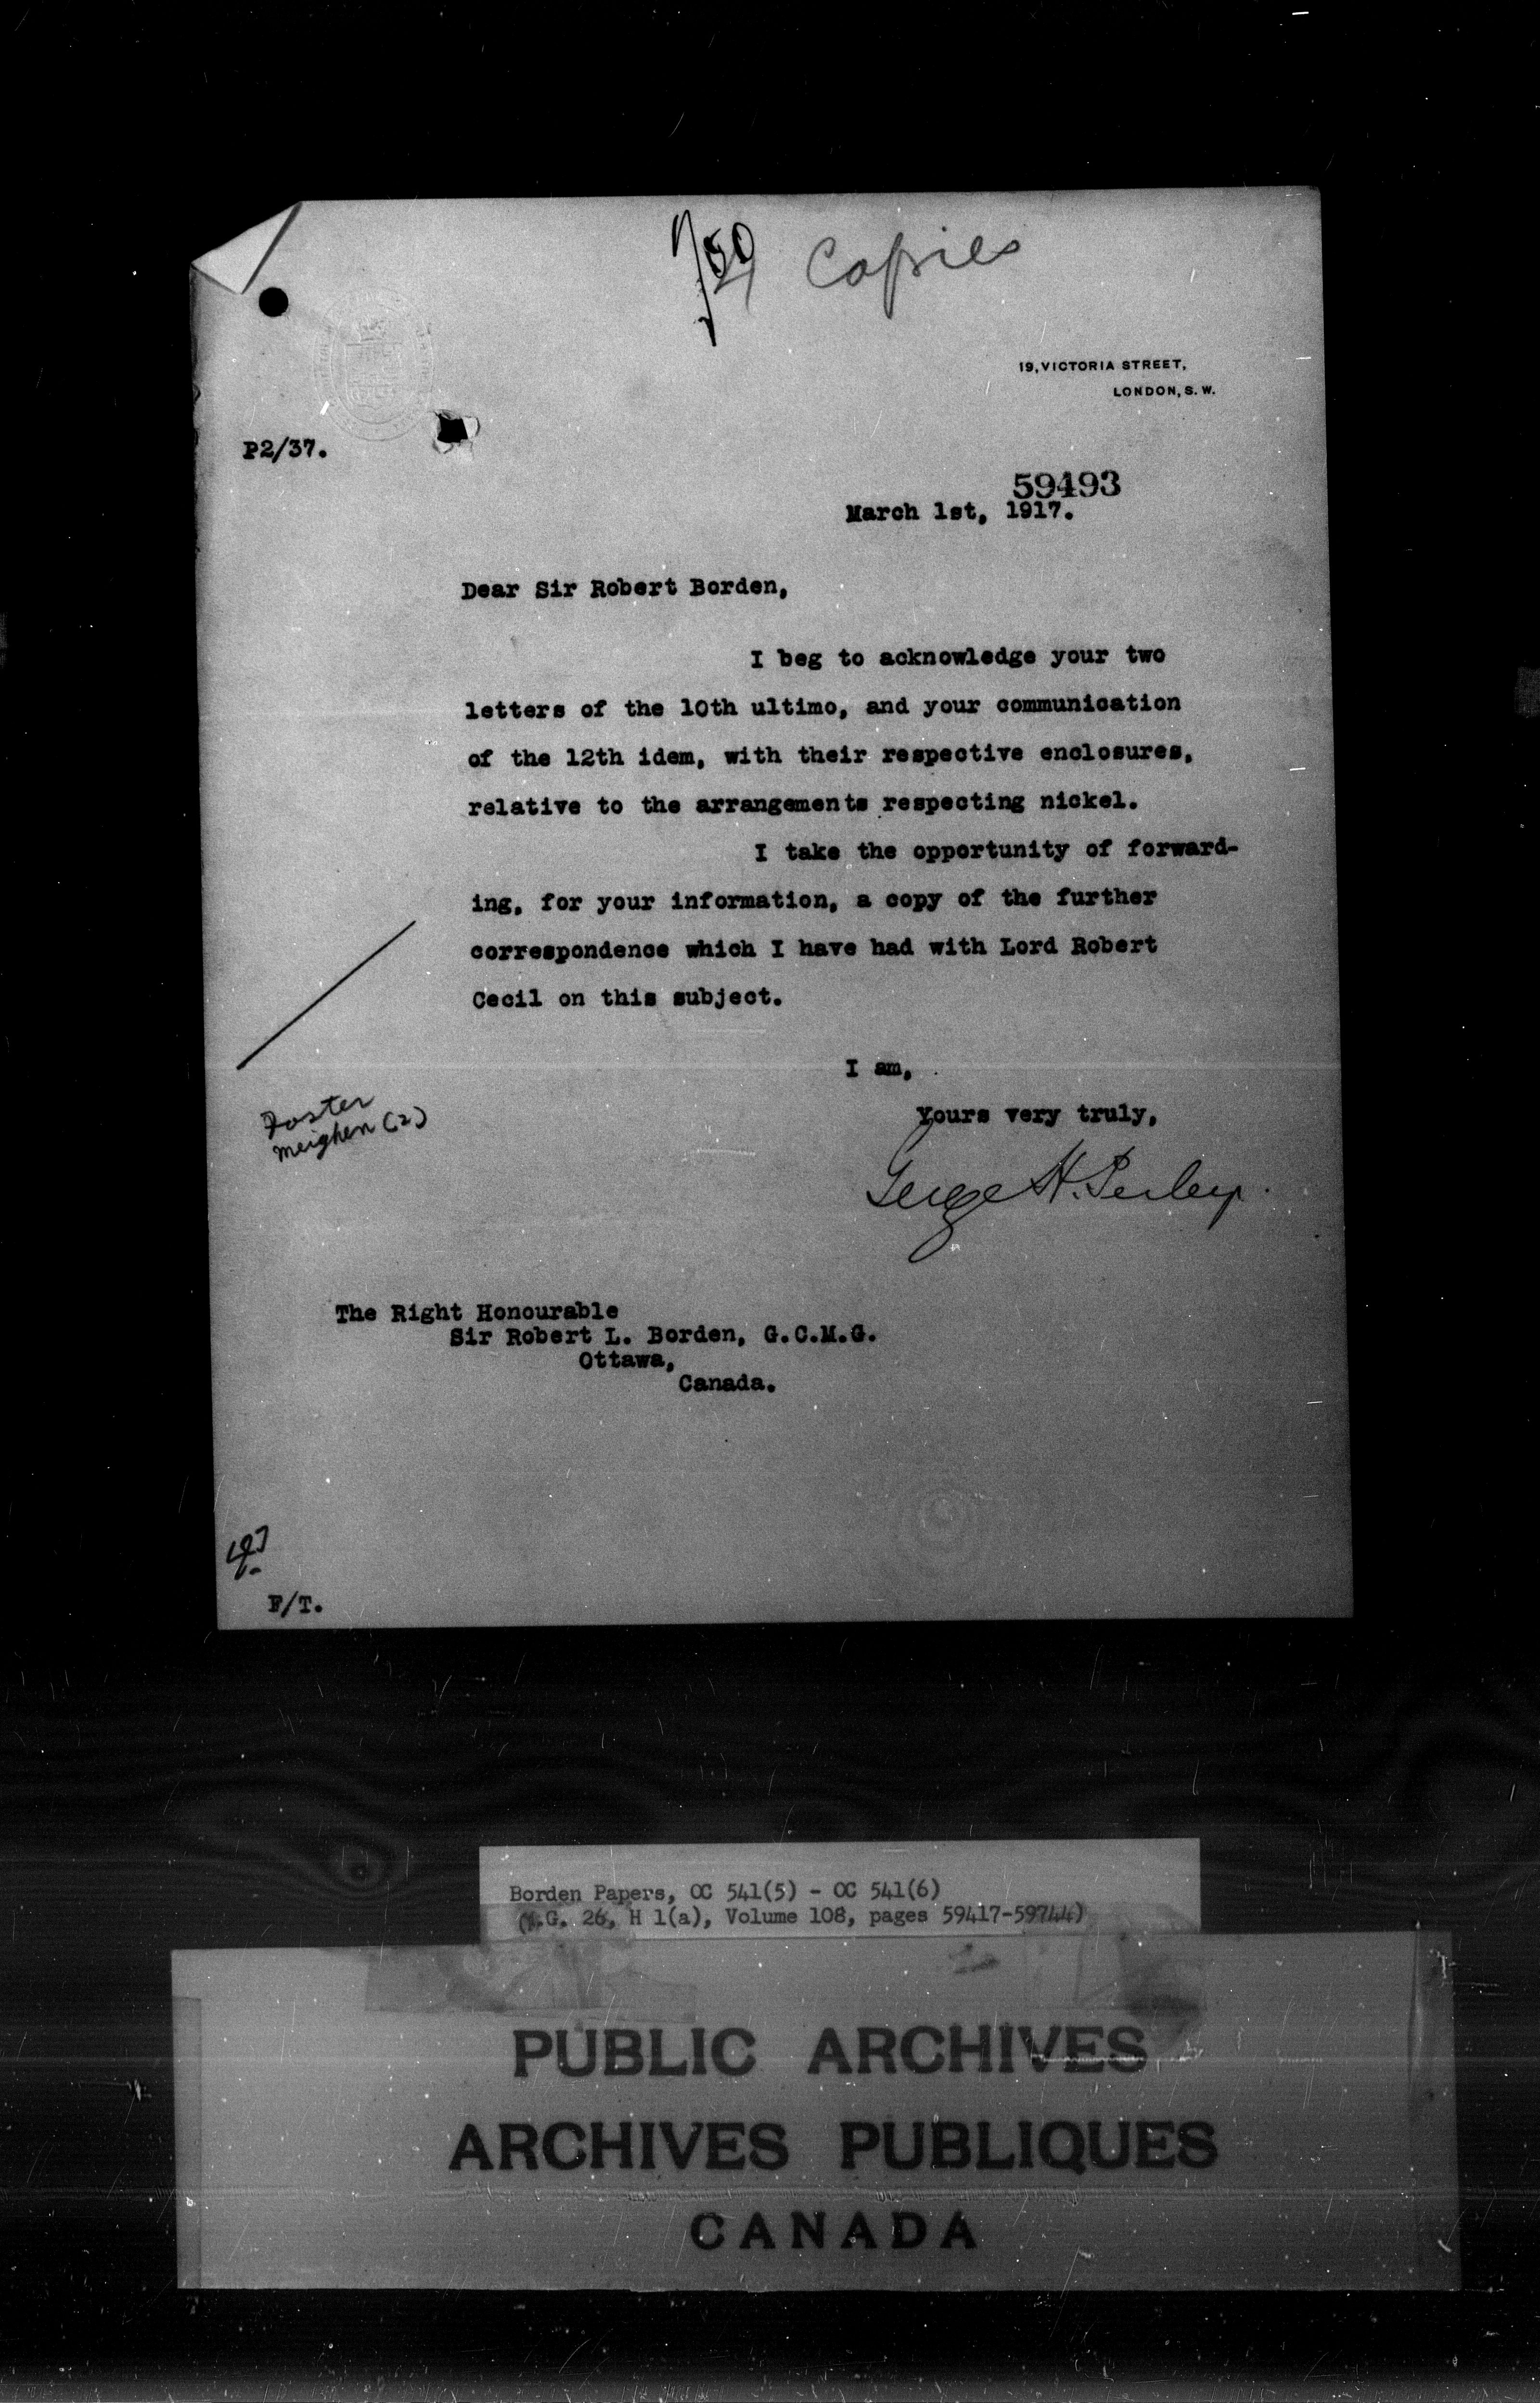 Copies
19, VICTORIA STREET,
LONDON, S. W.
P2/37.
59493
March 1st, 1917.
Dear Sir Robert Borden,
I beg to acknowledge your two
letters of the 10th ultimo, and your communication
of the 12th idem, with their respective enclosures,
relative to the arrangements respecting nickel.
I take the opportunity of forward-
ing, for your information, a copy of the further
correspondence which I have had with Lord Robert
Cecil on this subject.
I am,
Yours very truly,
George H. Perley.
Foster
Meighen (2)
The Right Honourable
Sir Robert L. Borden, G.C.M.G.
Ottawa,
Canada.
F/T.
Borden Papers, OC 541(5) - OC 541(6)
(M.G. 26, H 1(a), Volume 108, pages 59417-59744)
PUBLIC ARCHIVES
ARCHIVES PUBLIQUES
CANADA